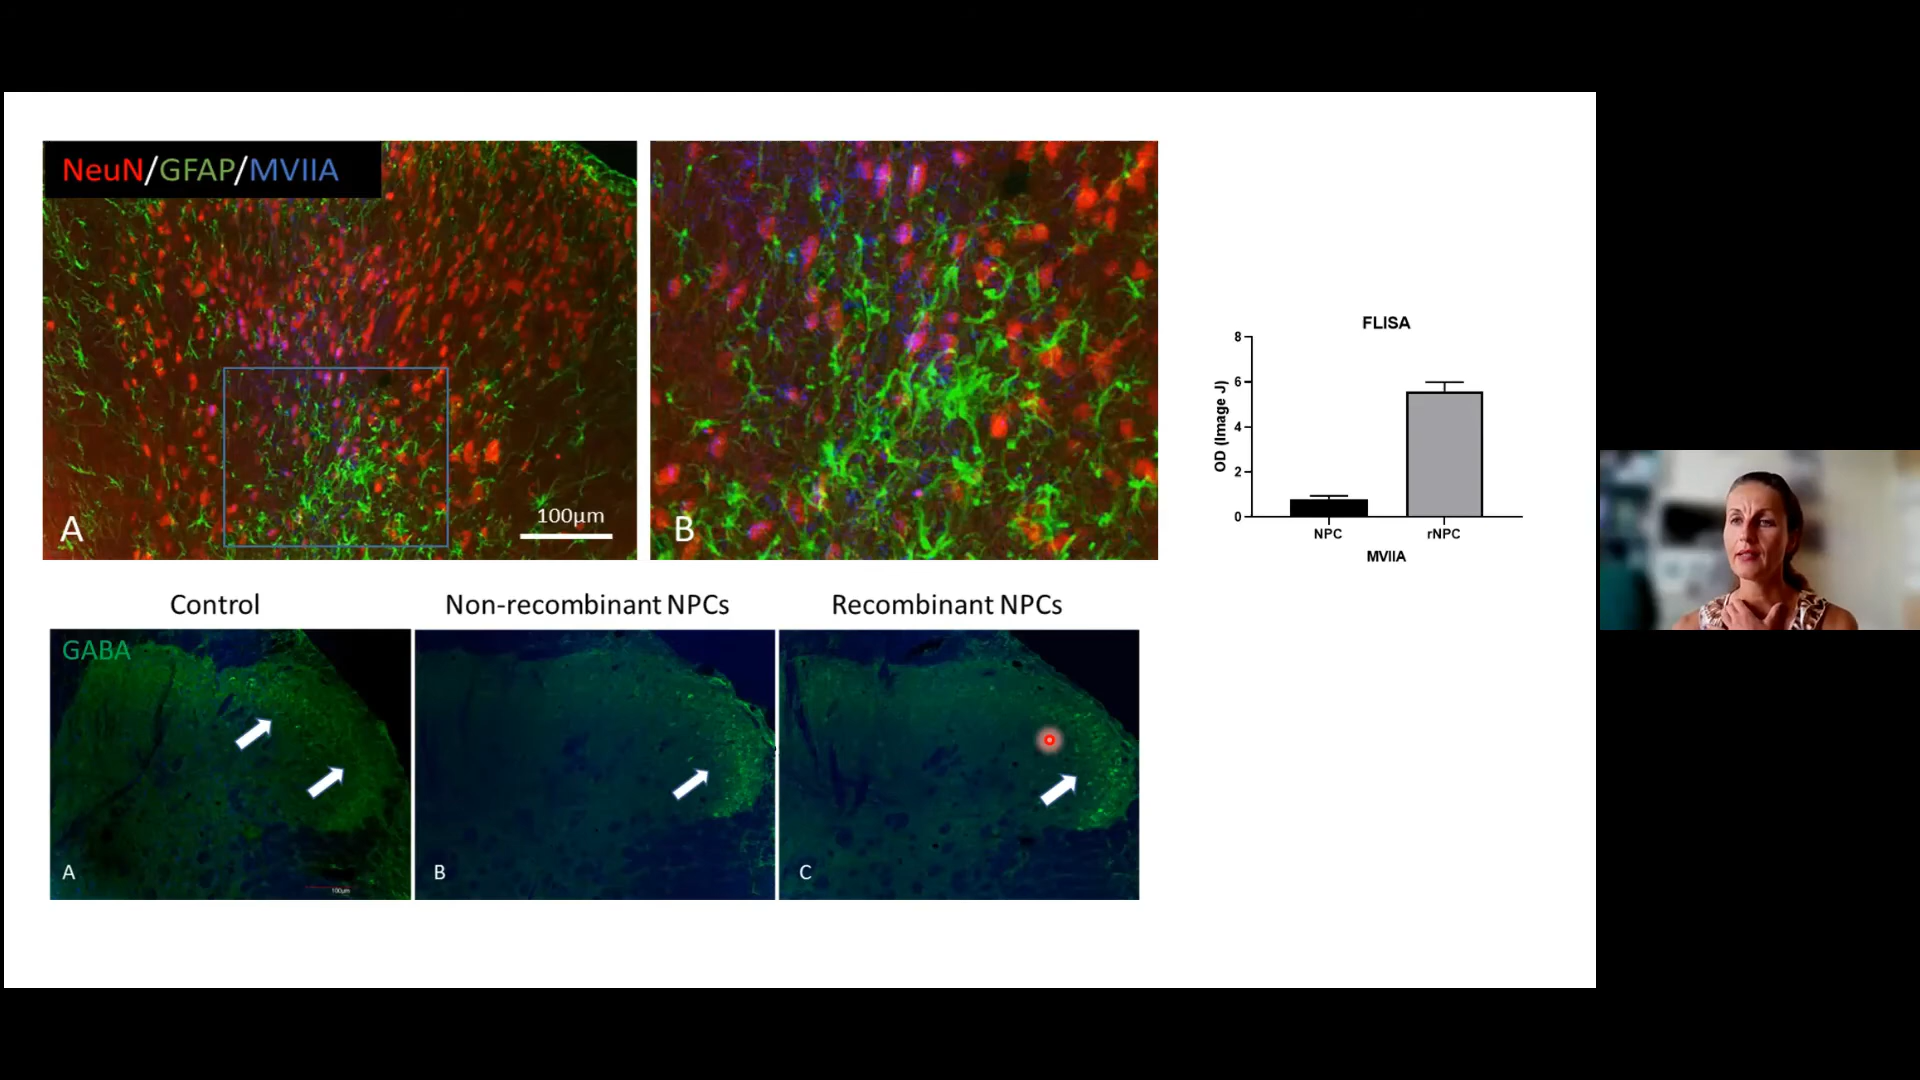 NeuN/GFAP/MVIIA
A
100µm
B
FLISA
OD (Image J)
8
6
4
2
0
NPC
rNPC
MVIIA
Control
Non-recombinant NPCs
Recombinant NPCs
GABA
A
100µm
B
C